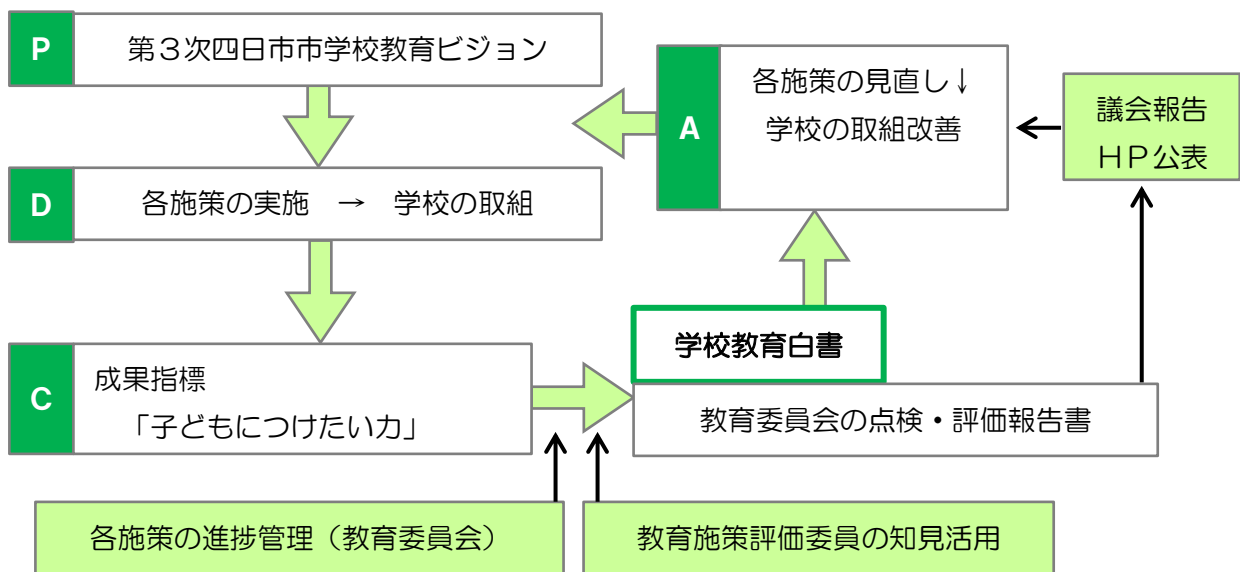 P
第３次四日市市学校教育ビジョン
D
各施策の実施　→　学校の取組
C
成果指標
「子どもにつけたい力」
各施策の進捗管理（教育委員会）
教育施策評価委員の知見活用
学校教育白書
教育委員会の点検・評価報告書
A
各施策の見直し↓
学校の取組改善
議会報告
ＨＰ公表